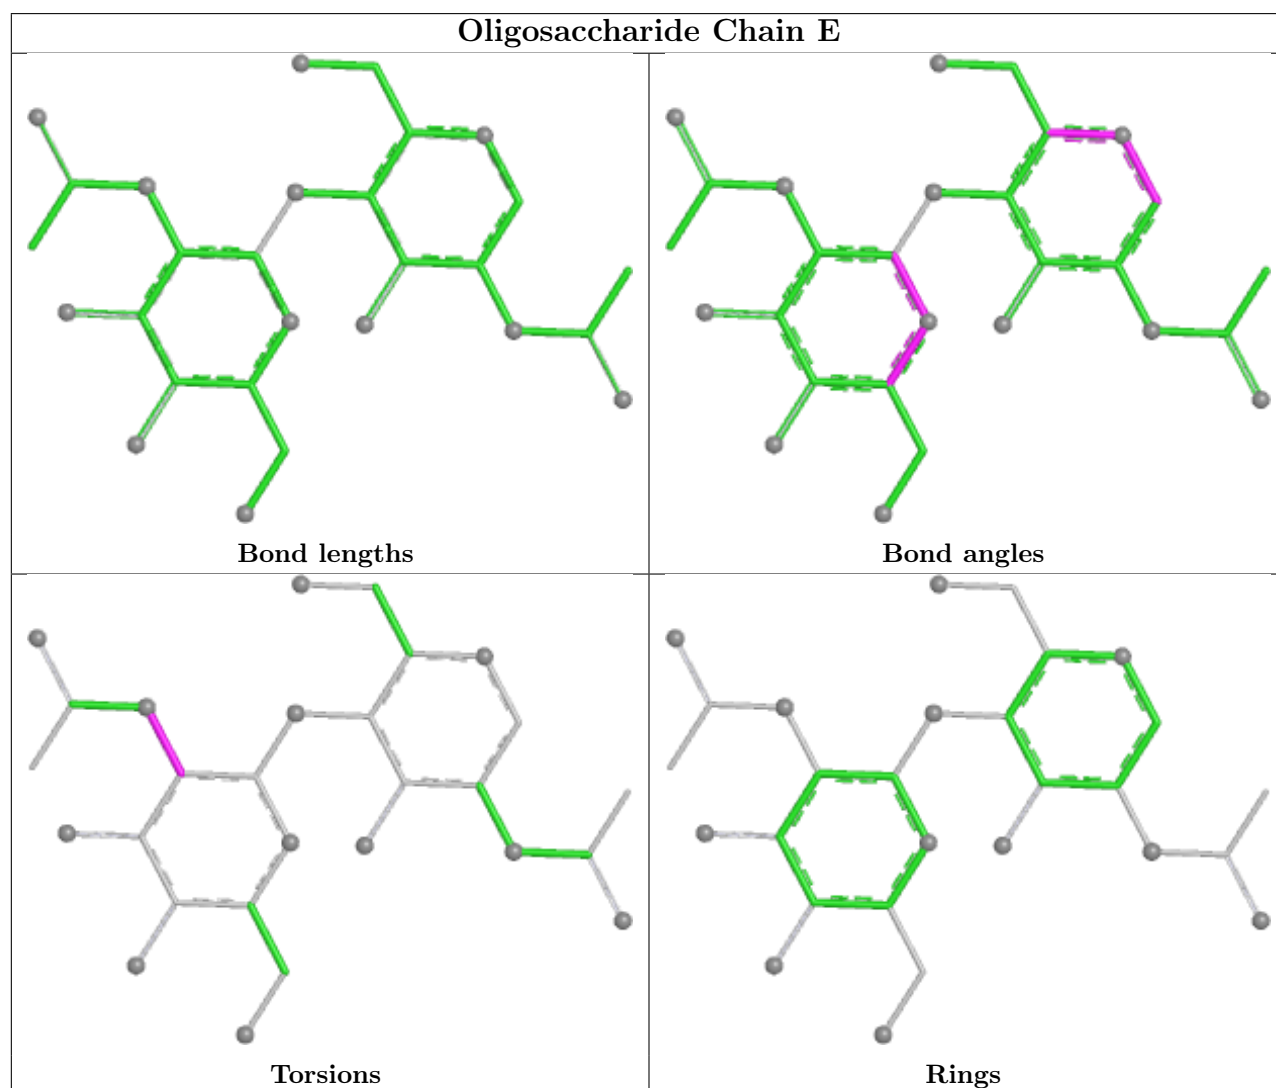 Oligosaccharide Chain E
Bond lengths
Bond angles
Torsions
Rings